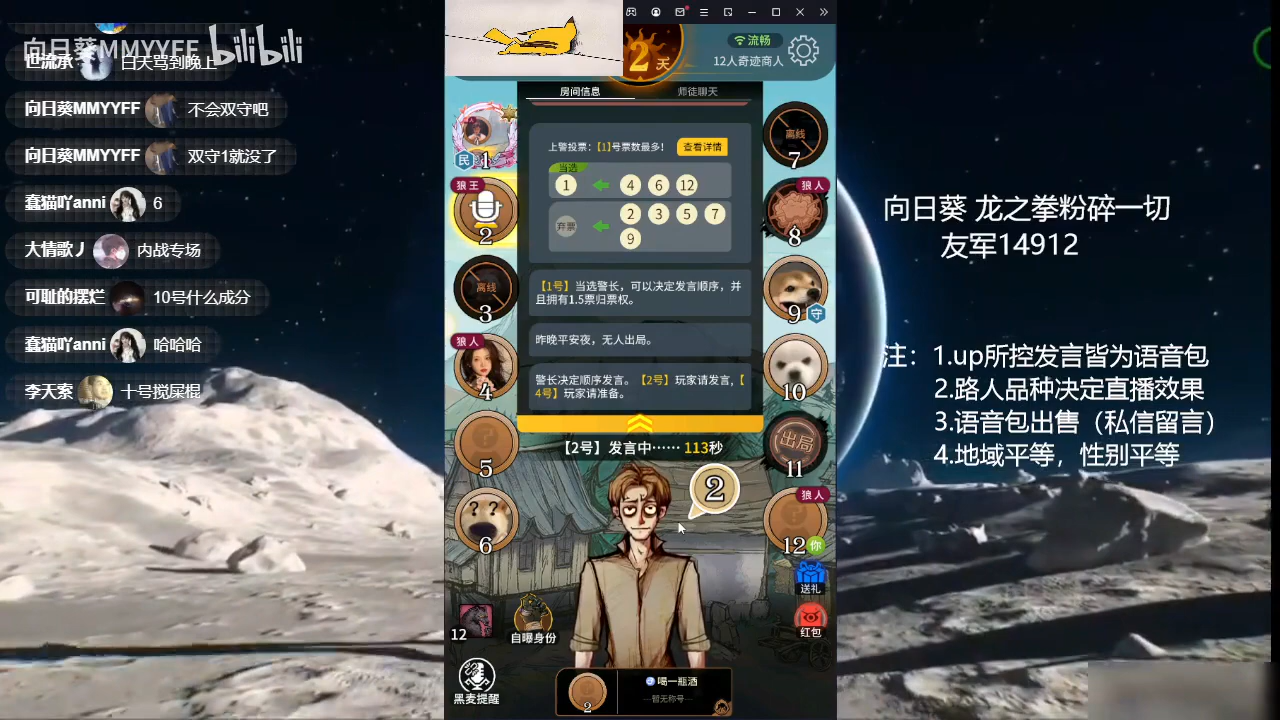 向日葵MMYYFF bilibili
世流承 白天骂到晚上
向日葵MMYYFF 不会双守吧
向日葵MMYYFF 双守1就没了
蠢猫吖anni 6
大情歌丿 内战专场
可耻的摆烂 10号什么成分
蠢猫吖anni 哈哈哈
李天索 十号搅屎棍
2天
流畅
12人奇迹商人
房间信息 师徒聊天
上警投票:【1】号票数最多! 查看详情
当选
1 4 6 12
弃票 2 3 5 7
9
【1号】当选警长，可以决定发言顺序，并
且拥有1.5票归票权。
昨晚平安夜，无人出局。
警长决定顺序发言。【2号】玩家请发言,【
4号】玩家请准备。
【2号】发言中…… 113秒
2
民 1
狼王
2
离线
3
狼人
4
?
5
? ?
6
离线
7
狼人
8
9 守
10
出局
11
狼人
12 你
送礼
红包
12
自曝身份
黑麦提醒
2
喝一瓶酒
暂无称号
向日葵 龙之拳粉碎一切
友军14912
注：1.up所控发言皆为语音包
2.路人品种决定直播效果
3.语音包出售（私信留言）
4.地域平等，性别平等